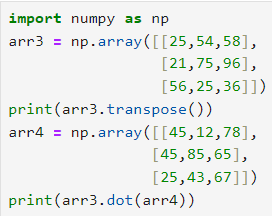 import numpy as np
arr3 = np.array([[25,54,58],
[21,75,96],
[56,25,36]])
print(arr3.transpose())
arr4 = np.array([[45,12,78],
[45,85,65],
[25,43,67]])
print(arr3.dot(arr4))